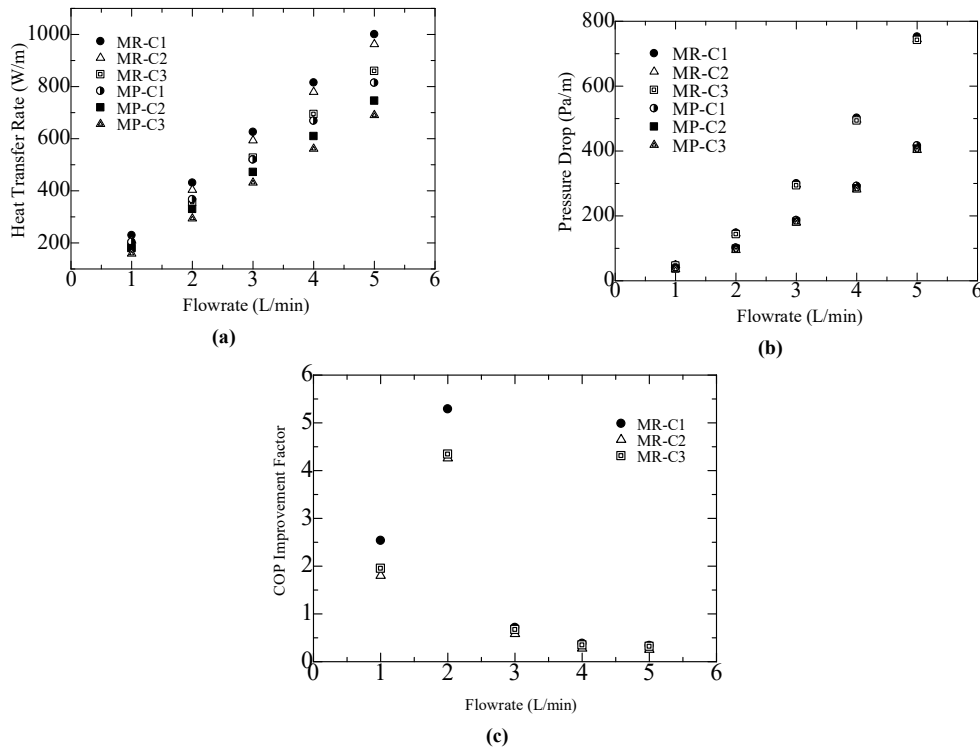 1000
800
600
400
200
Heat Transfer Rate (W/m)
MR-C1
MR-C2
MR-C3
MP-C1
MP-C2
MP-C3
0 1 2 3 4 5 6
Flowrate (L/min)
(a)
800
600
400
200
0
Pressure Drop (Pa/m)
MR-C1
MR-C2
MR-C3
MP-C1
MP-C2
MP-C3
0 1 2 3 4 5 6
Flowrate (L/min)
(b)
6
5
4
3
2
1
0
COP Improvement Factor
MR-C1
MR-C2
MR-C3
0 1 2 3 4 5 6
Flowrate (L/min)
(c)